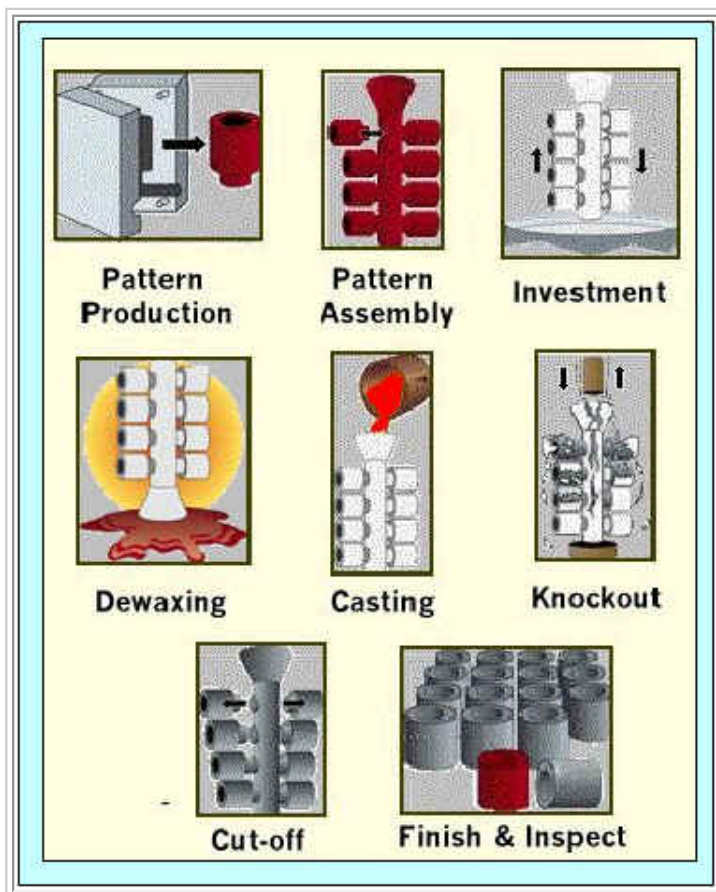 Pattern
Production
Pattern
Assembly
Investment
Dewaxing
Casting
Knockout
Cut-off
Finish & Inspect